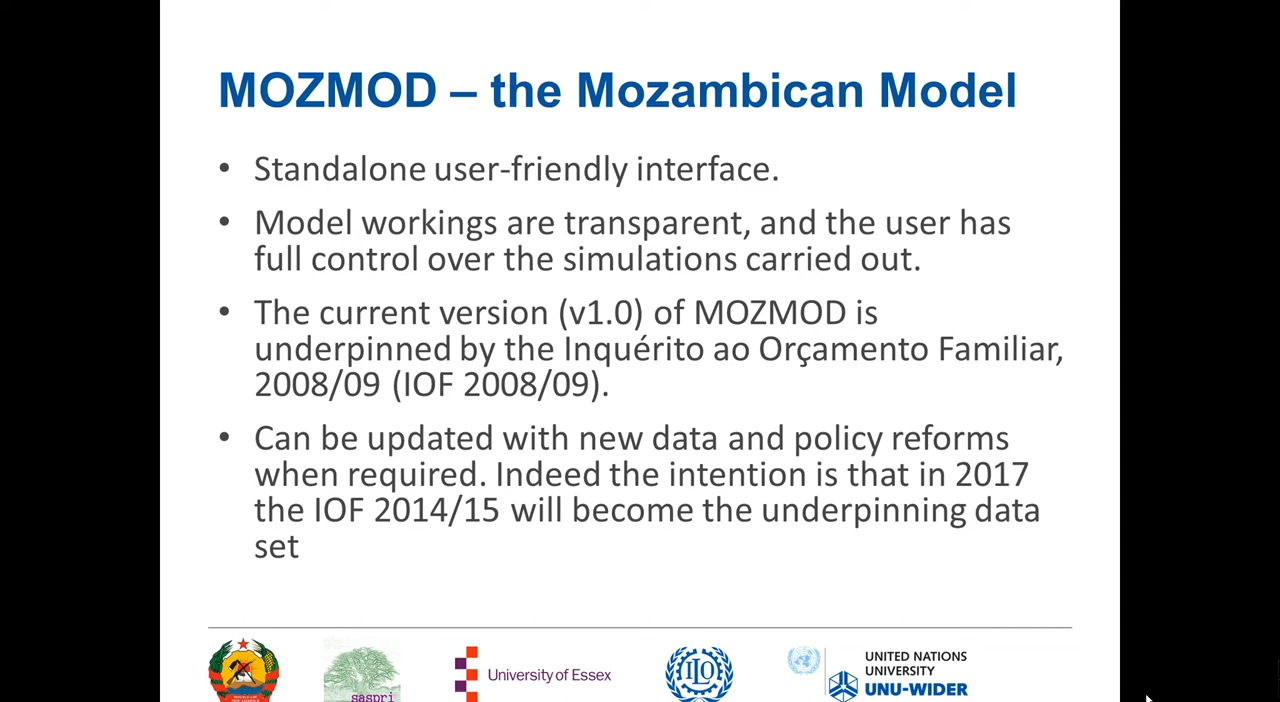 MOZMOD – the Mozambican Model
• Standalone user-friendly interface.
• Model workings are transparent, and the user has
full control over the simulations carried out.
• The current version (v1.0) of MOZMOD is
underpinned by the Inquérito ao Orçamento Familiar,
2008/09 (IOF 2008/09).
• Can be updated with new data and policy reforms
when required. Indeed the intention is that in 2017
the IOF 2014/15 will become the underpinning data
set
saspri
University of Essex
ILO
UNITED NATIONS
UNIVERSITY
UNU-WIDER